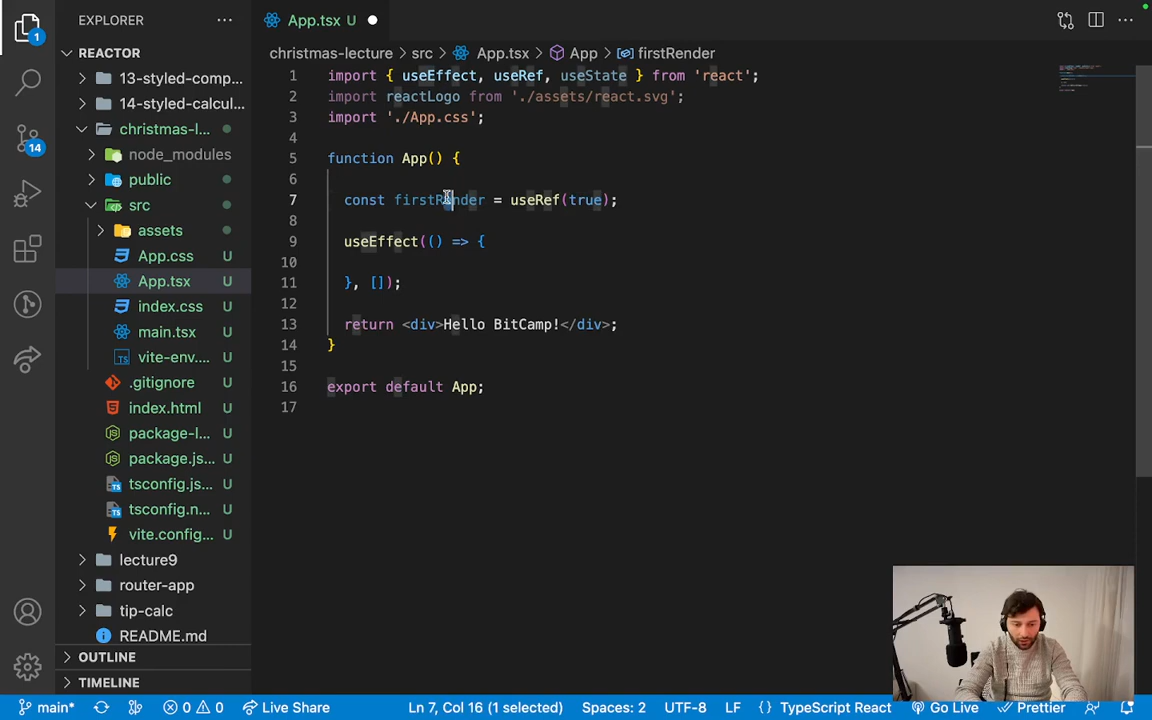 EXPLORER
App.tsx U
REACTOR
christmas-lecture > src > App.tsx > App > firstRender
13-styled-comp...
14-styled-calcul...
christmas-l...
node_modules
public
src
assets
App.css U
App.tsx U
index.css U
main.tsx U
vite-env.... U
.gitignore U
index.html U
package-l... U
package.js... U
tsconfig.js... U
tsconfig.n... U
vite.config... U
lecture9
router-app
tip-calc
README.md
OUTLINE
TIMELINE
1
14
1 import { useEffect, useRef, useState } from 'react';
2 import reactLogo from './assets/react.svg';
3 import './App.css';
4
5 function App() {
6
7 const firstRender = useRef(true);
8
9 useEffect(() => {
10
11 }, []);
12
13 return <div>Hello BitCamp!</div>;
14 }
15
16 export default App;
17
main* 0 0 Live Share Ln 7, Col 16 (1 selected) Spaces: 2 UTF-8 LF {} TypeScript React Go Live Prettier